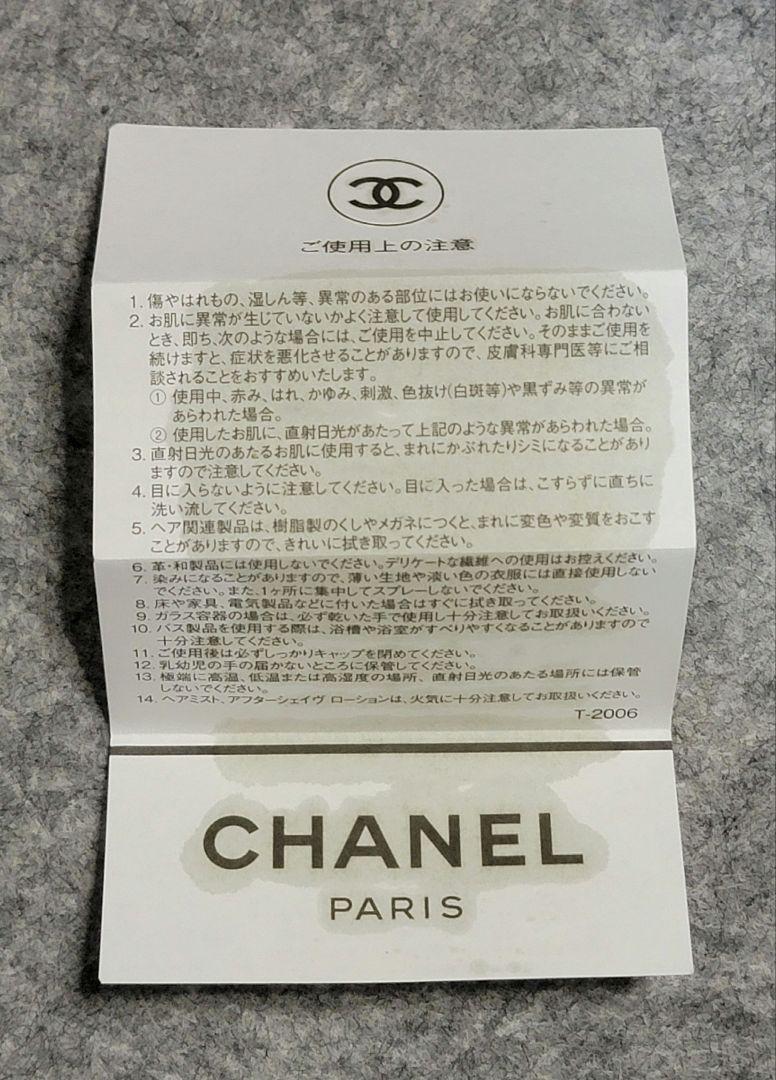 ご使用上の注意
1. 傷やはれもの、湿しん等、異常のある部位にはお使いにならないでください。
2. お肌に異常が生じていないかよく注意して使用してください。お肌に合わない
とき、即ち、次のような場合には、ご使用を中止してください。そのままご使用を
続けますと、症状を悪化させることがありますので、皮膚科専門医等にご相
談されることをおすすめいたします。
① 使用中、赤み、はれ、かゆみ、刺激、色抜け(白斑等)や黒ずみ等の異常が
あらわれた場合。
② 使用したお肌に、直射日光があたって上記のような異常があらわれた場合。
3. 直射日光のあたるお肌に使用すると、まれにかぶれたりシミになることがあり
ますので注意してください。
4. 目に入らないように注意してください。目に入った場合は、こすらずに直ちに
洗い流してください。
5. ヘア関連製品は、樹脂製のくしやメガネにつくと、まれに変色や変質をおこす
ことがありますので、きれいに拭き取ってください。
6. 革・和製品には使用しないでください。デリケートな繊維への使用はお控えください。
7. 染みになることがありますので、薄い生地や淡い色の衣服には直接使用しない
でください。また、1ヶ所に集中してスプレーしないでください。
8. 床や家具、電気製品などに付いた場合はすぐに拭き取ってください。
9. ガラス容器の場合は、必ず乾いた手で使用し十分注意してお取扱いください。
10. バス製品を使用する際は、浴槽や浴室がすべりやすくなることがありますので
十分注意してください。
11. ご使用後は必ずしっかりキャップを閉めてください。
12. 乳幼児の手の届かないところに保管してください。
13. 極端に高温、低温または高湿度の場所、直射日光のあたる場所には保管
しないでください。
14. ヘアミスト、アフターシェイヴ ローションは、火気に十分注意してお取扱いください。
T-2006
CHANEL
PARIS